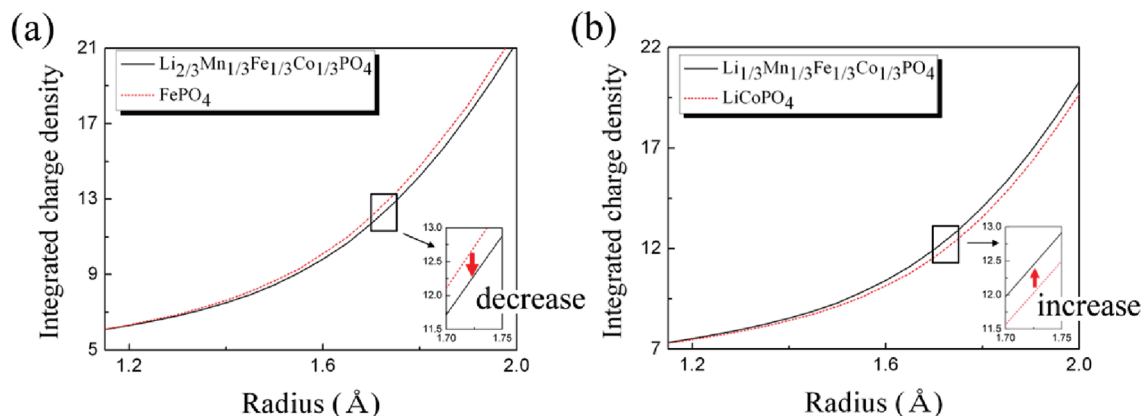 (a)
Integrated charge density
21
17
13
9
5
Li2/3Mn1/3Fe1/3Co1/3PO4
FePO4
13.0
12.5
12.0
11.5
1.70
1.75
decrease
1.2
1.6
2.0
Radius (Å)
(b)
Integrated charge density
22
17
12
7
Li1/3Mn1/3Fe1/3Co1/3PO4
LiCoPO4
13.0
12.5
12.0
11.5
1.70
1.75
increase
1.2
1.6
2.0
Radius (Å)